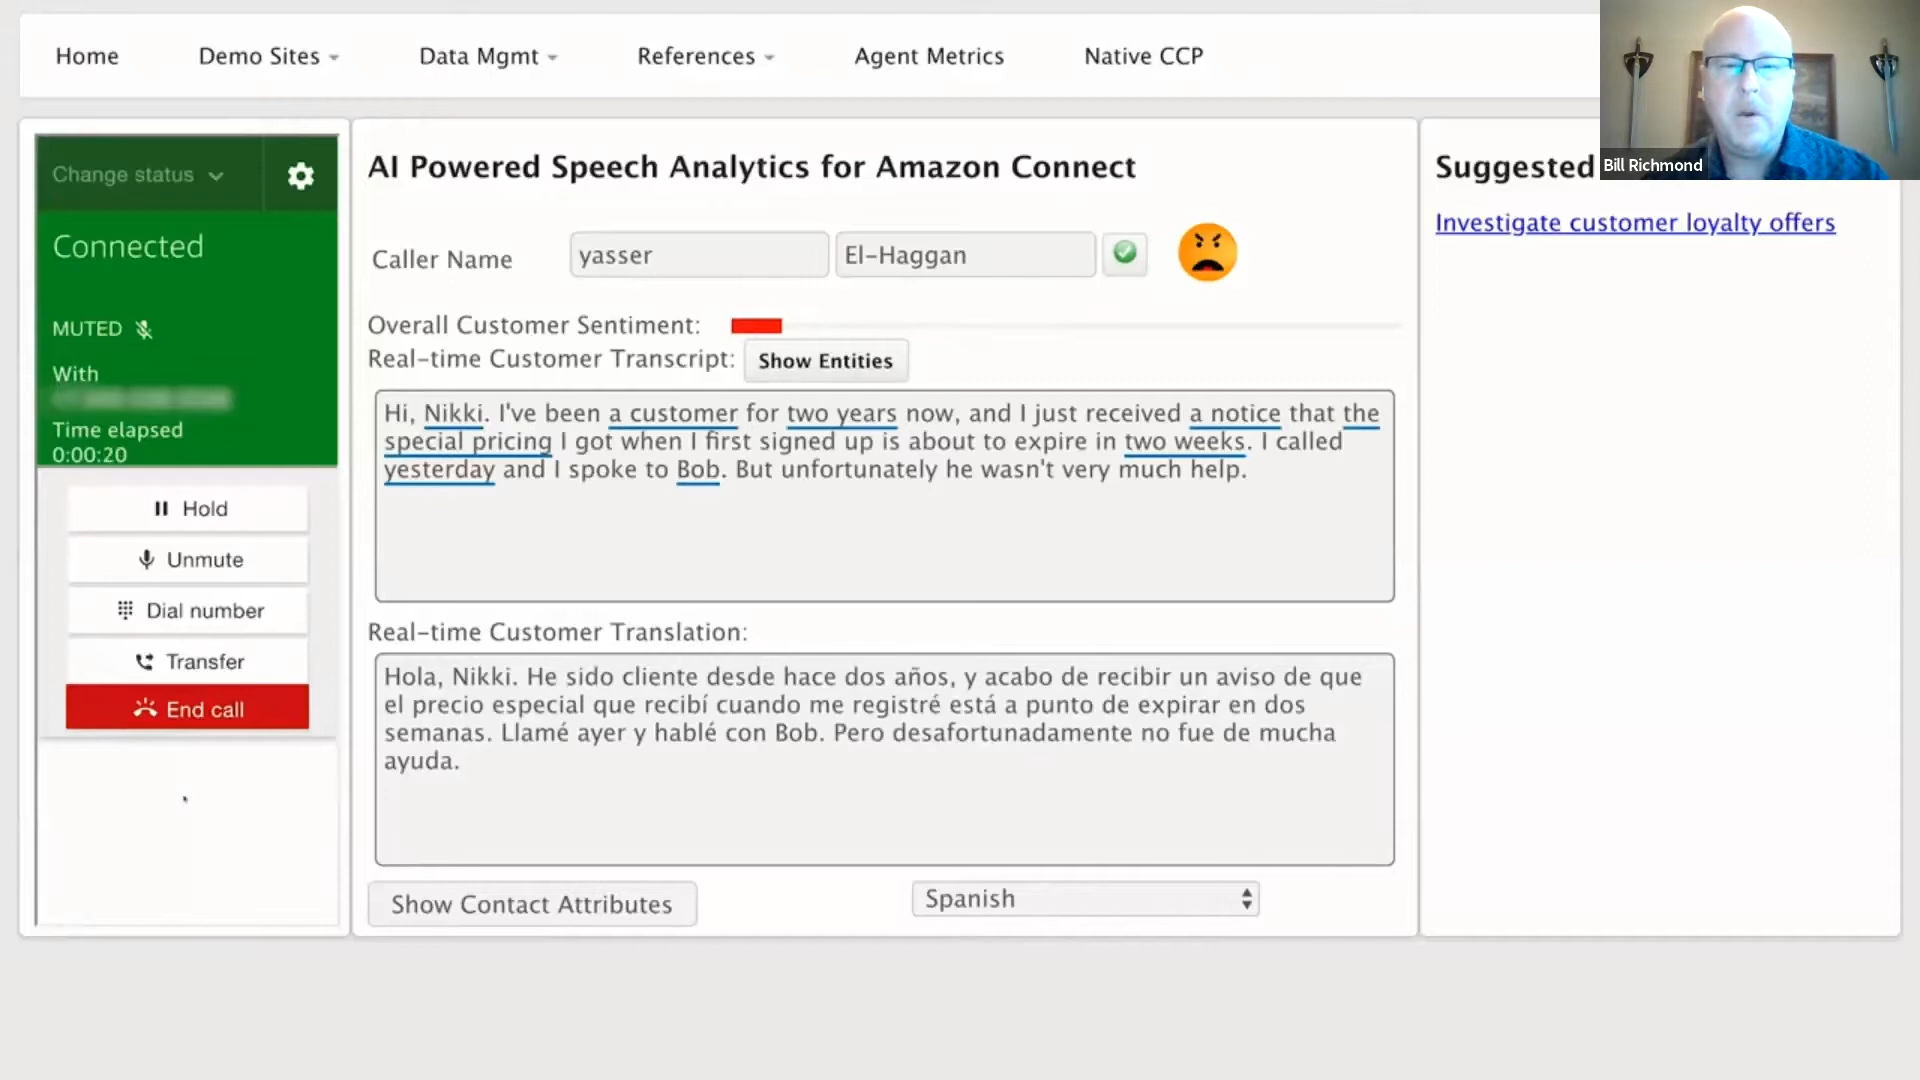 Home
Demo Sites
Data Mgmt
References
Agent Metrics
Native CCP
Bill Richmond
Change status
Connected
MUTED
With
Time elapsed
0:00:20
Hold
Unmute
Dial number
Transfer
End call
AI Powered Speech Analytics for Amazon Connect
Caller Name
yasser
El-Haggan
Overall Customer Sentiment:
Real-time Customer Transcript:
Show Entities
Hi, Nikki. I've been a customer for two years now, and I just received a notice that the
special pricing I got when I first signed up is about to expire in two weeks. I called
yesterday and I spoke to Bob. But unfortunately he wasn't very much help.
Real-time Customer Translation:
Hola, Nikki. He sido cliente desde hace dos años, y acabo de recibir un aviso de que
el precio especial que recibí cuando me registré está a punto de expirar en dos
semanas. Llamé ayer y hablé con Bob. Pero desafortunadamente no fue de mucha
ayuda.
Show Contact Attributes
Spanish
Suggested
Investigate customer loyalty offers